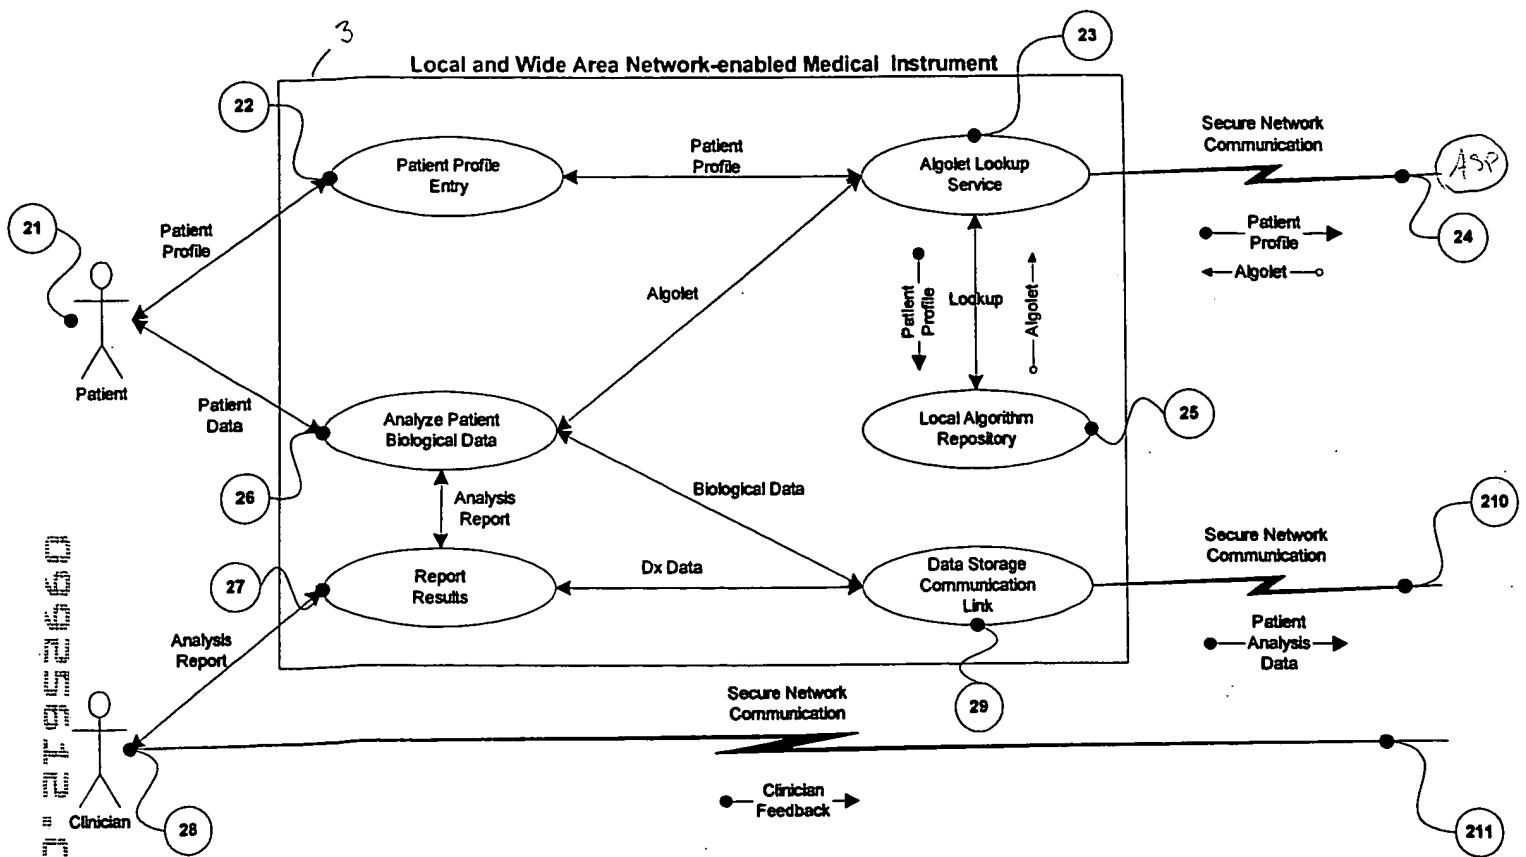 3
Local and Wide Area Network-enabled Medical Instrument
23
22
Secure Network
Communication
Patient Profile
Entry
Patient
Profile
Algolet Lookup
Service
ASP
21
Patient
Profile
Patient
Profile
24
Algolet
Algolet
Patient
Profile
Lookup
Algolet
Patient
Patient
Data
Analyze Patient
Biological Data
Local Algorithm
Repository
25
26
Analysis
Report
Biological Data
210
Secure Network
Communication
27
Report
Results
Dx Data
Data Storage
Communication
Link
Analysis
Report
Patient
Analysis
Data
29
Secure Network
Communication
Clinician
28
Clinician
Feedback
211